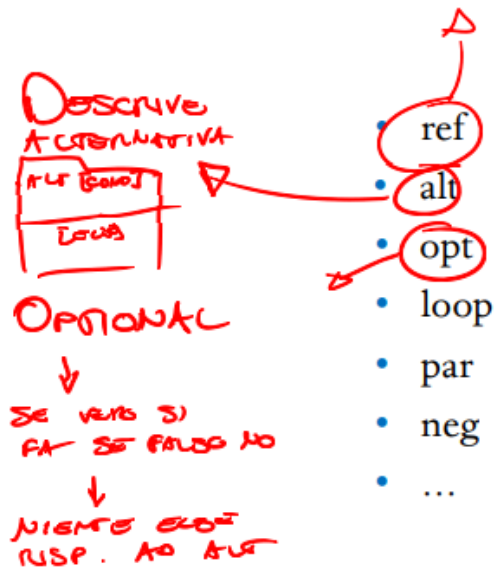 DESCRIVE
ALTERNATIVA
ALT [COND]
[ELSE]
OPTIONAL
SE VERO SI
FA SE FALSO NO
NIENTE ELSE
RISP. AD ALT
• ref
• alt
• opt
• loop
• par
• neg
• ...